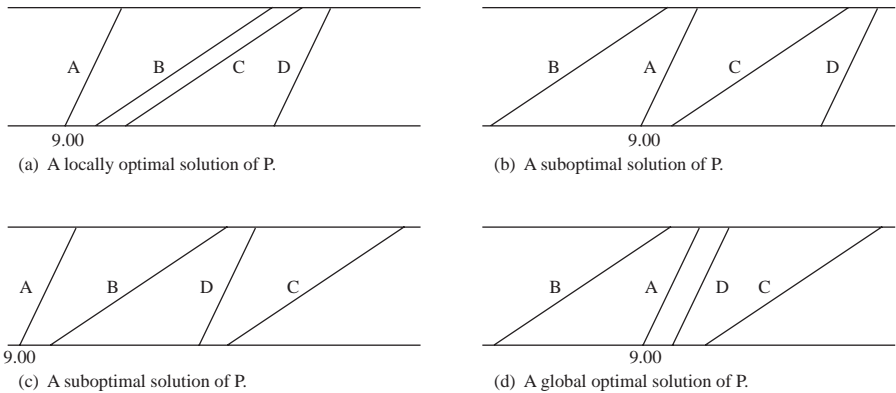 A B C D
9.00
(a) A locally optimal solution of P.
B A C D
9.00
(b) A suboptimal solution of P.
A B D C
9.00
(c) A suboptimal solution of P.
B A D C
9.00
(d) A global optimal solution of P.